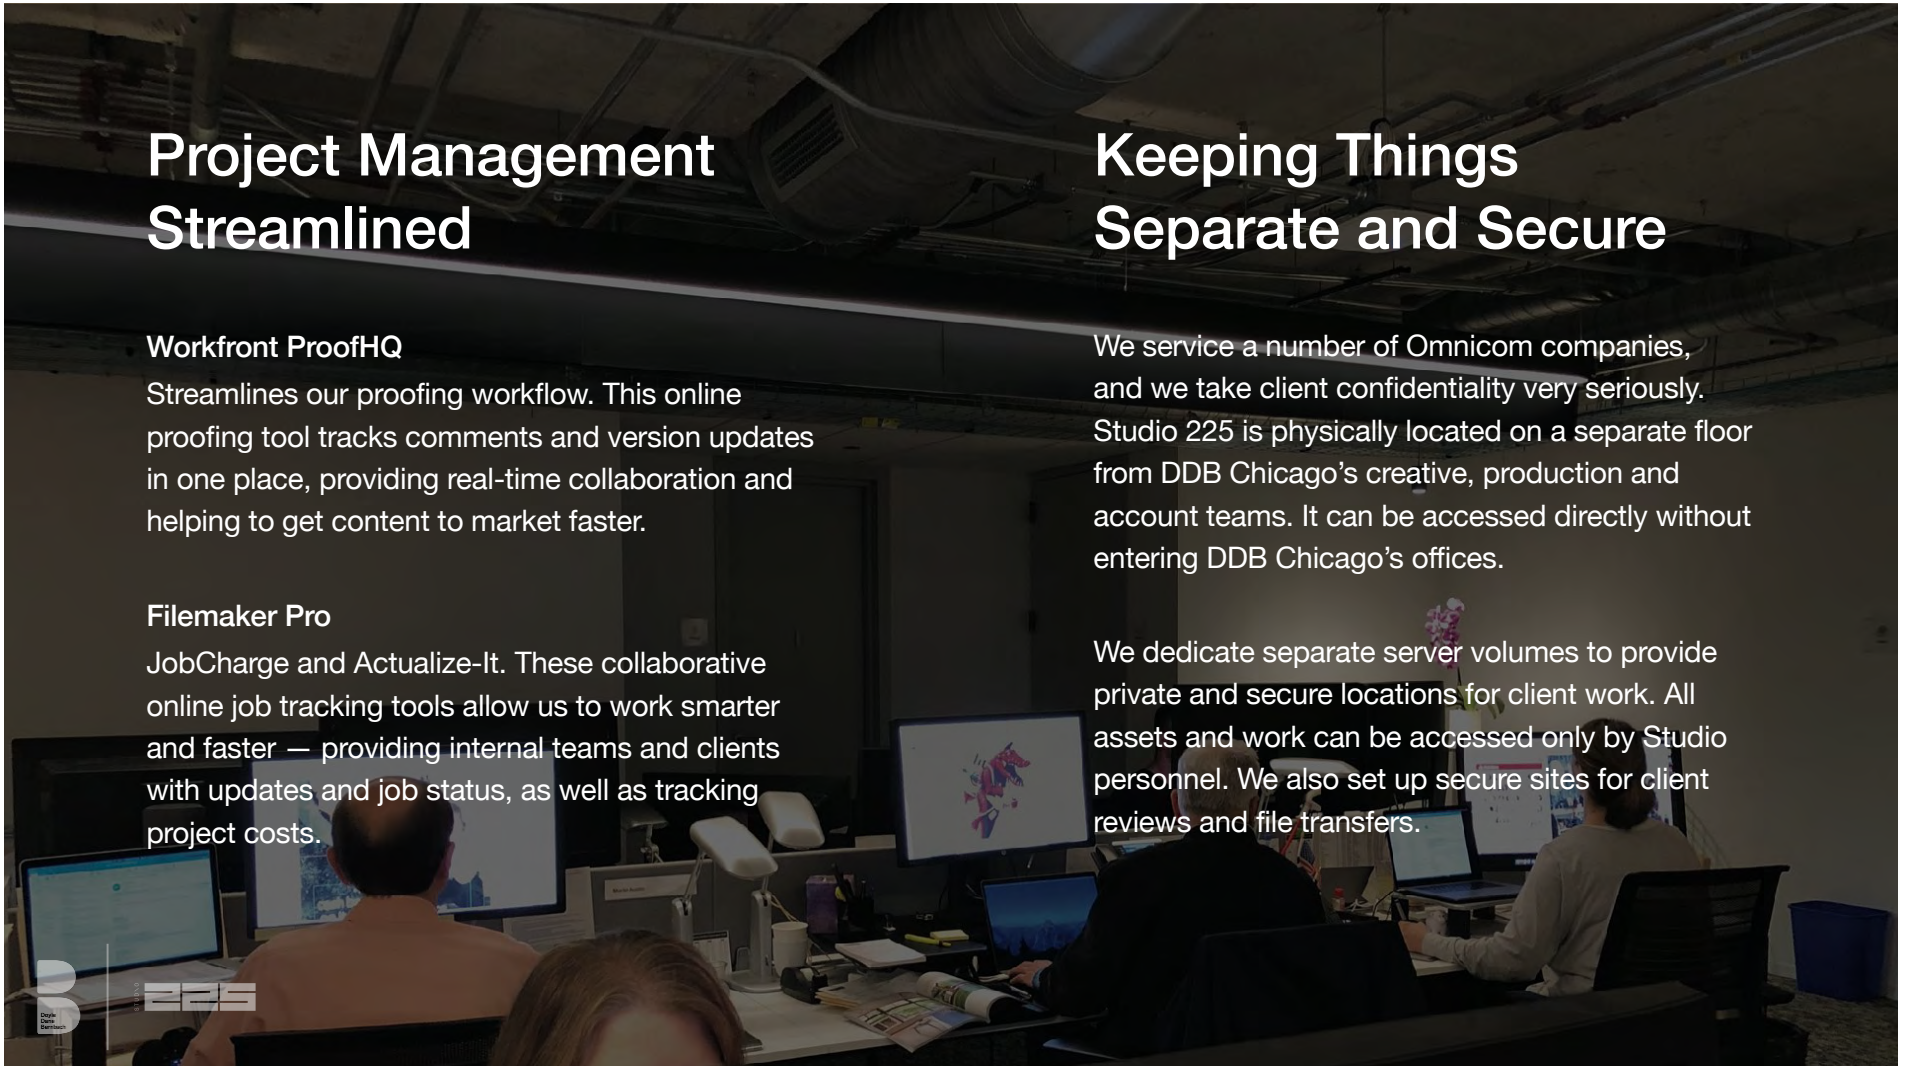 Project Management
Streamlined
Workfront ProofHQ
Streamlines our proofing workflow. This online
proofing tool tracks comments and version updates
in one place, providing real-time collaboration and
helping to get content to market faster.
Filemaker Pro
JobCharge and Actualize-It. These collaborative
online job tracking tools allow us to work smarter
and faster — providing internal teams and clients
with updates and job status, as well as tracking
project costs.
Keeping Things
Separate and Secure
We service a number of Omnicom companies,
and we take client confidentiality very seriously.
Studio 225 is physically located on a separate floor
from DDB Chicago’s creative, production and
account teams. It can be accessed directly without
entering DDB Chicago’s offices.
We dedicate separate server volumes to provide
private and secure locations for client work. All
assets and work can be accessed only by Studio
personnel. We also set up secure sites for client
reviews and file transfers.
Doyle
Dane
Bernbach
STUDIO
225